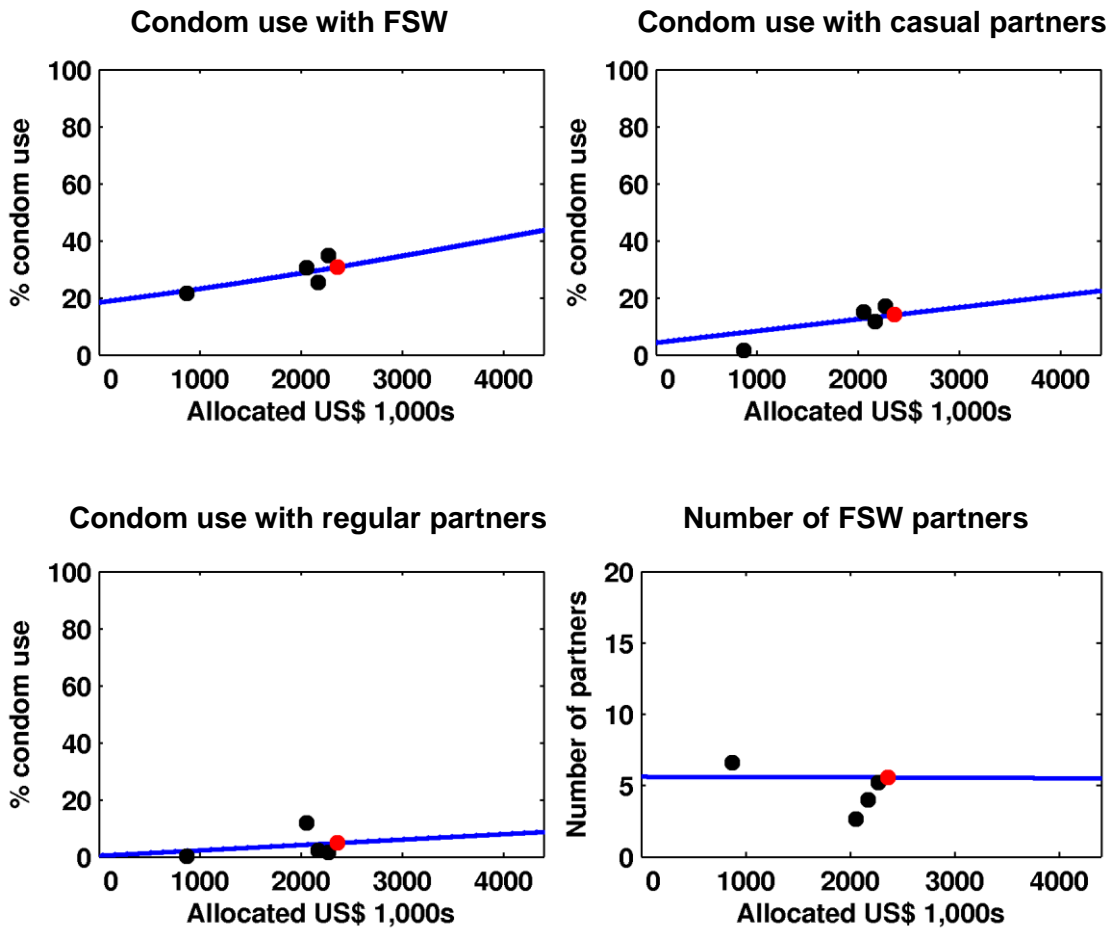 Condom use with FSW
% condom use
100
80
60
40
20
0
0 1000 2000 3000 4000
Allocated US$ 1,000s
Condom use with casual partners
% condom use
100
80
60
40
20
0
0 1000 2000 3000 4000
Allocated US$ 1,000s
Condom use with regular partners
% condom use
100
80
60
40
20
0
0 1000 2000 3000 4000
Allocated US$ 1,000s
Number of FSW partners
Number of partners
20
15
10
5
0
0 1000 2000 3000 4000
Allocated US$ 1,000s